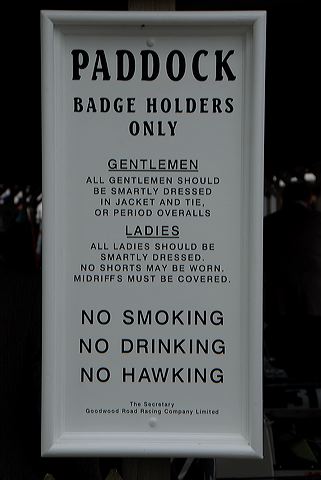 PADDOCK
BADGE HOLDERS
ONLY
GENTLEMEN
ALL GENTLEMEN SHOULD
BE SMARTLY DRESSED
IN JACKET AND TIE,
OR PERIOD OVERALLS
LADIES
ALL LADIES SHOULD BE
SMARTLY DRESSED.
NO SHORTS MAY BE WORN.
MIDRIFFS MUST BE COVERED.
NO SMOKING
NO DRINKING
NO HAWKING
The Secretary
Goodwood Road Racing Company Limited